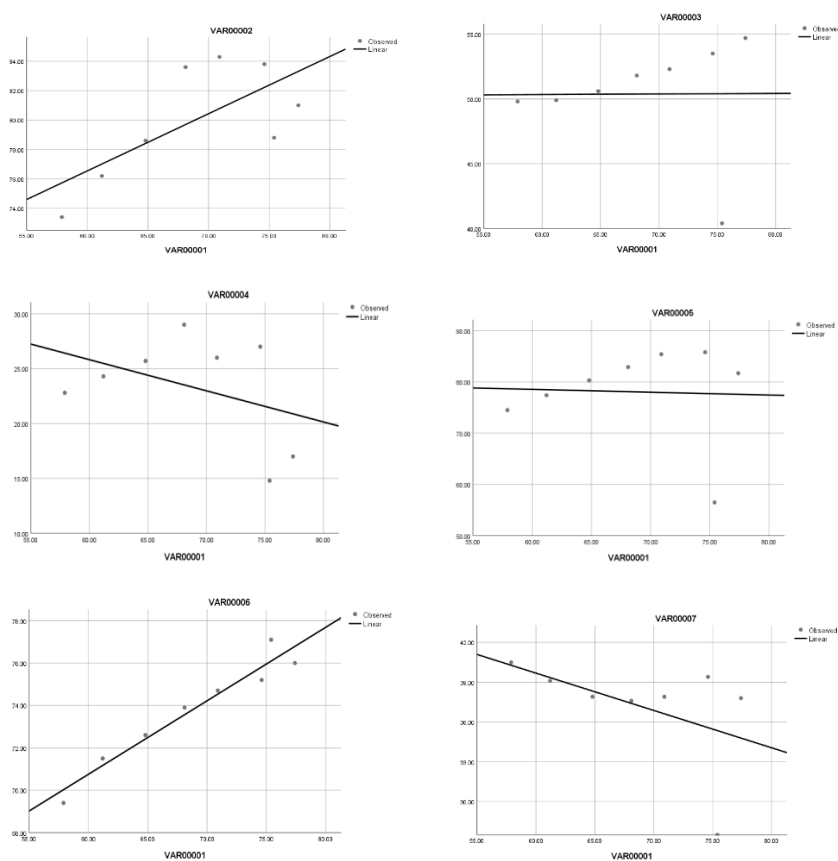 VAR00002
Observed
Linear
84.00
82.00
80.00
78.00
76.00
74.00
55.00 60.00 65.00 70.00 75.00 80.00
VAR00001
VAR00003
Observed
Linear
55.00
50.00
45.00
40.00
55.00 60.00 65.00 70.00 75.00 80.00
VAR00001
VAR00004
Observed
Linear
30.00
25.00
20.00
15.00
10.00
55.00 60.00 65.00 70.00 75.00 80.00
VAR00001
VAR00005
Observed
Linear
90.00
80.00
70.00
60.00
50.00
55.00 60.00 65.00 70.00 75.00 80.00
VAR00001
VAR00006
Observed
Linear
78.00
76.00
74.00
72.00
70.00
68.00
55.00 60.00 65.00 70.00 75.00 80.00
VAR00001
VAR00007
Observed
Linear
42.00
39.00
36.00
33.00
30.00
55.00 60.00 65.00 70.00 75.00 80.00
VAR00001